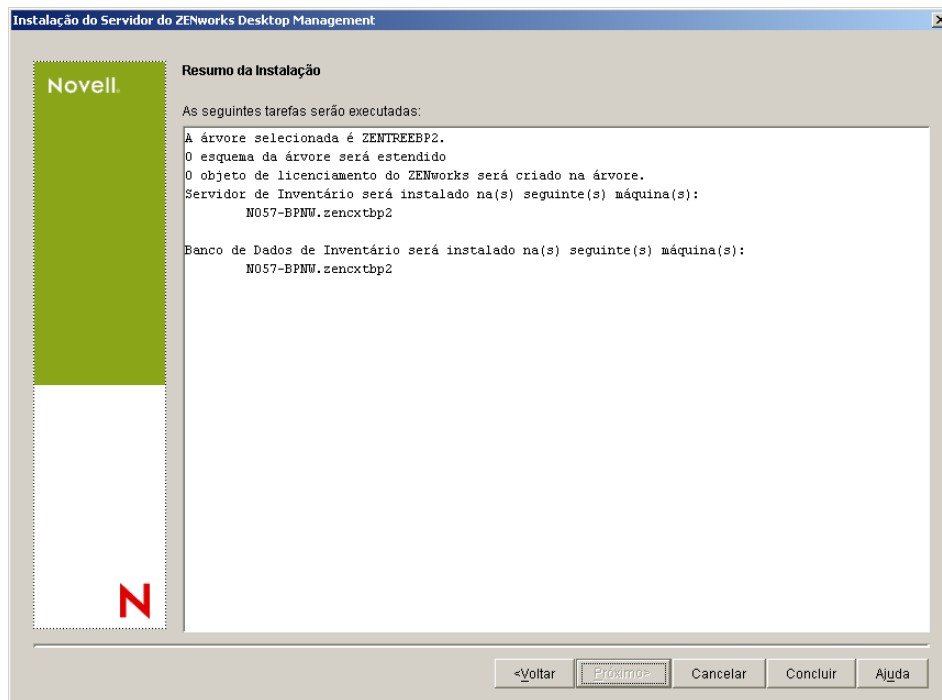 Instalação do Servidor do ZENworks Desktop Management
Novell.
Resumo da Instalação
As seguintes tarefas serão executadas:
A árvore selecionada é ZENTREEBP2.
O esquema da árvore será estendido
O objeto de licenciamento do ZENworks será criado na árvore.
Servidor de Inventário será instalado na(s) seguinte(s) máquina(s):
N057-BPNW.zencxtbp2
Banco de Dados de Inventário será instalado na(s) seguinte(s) máquina(s):
N057-BPNW.zencxtbp2
N
<Voltar Próximo> Cancelar Concluir Ajuda